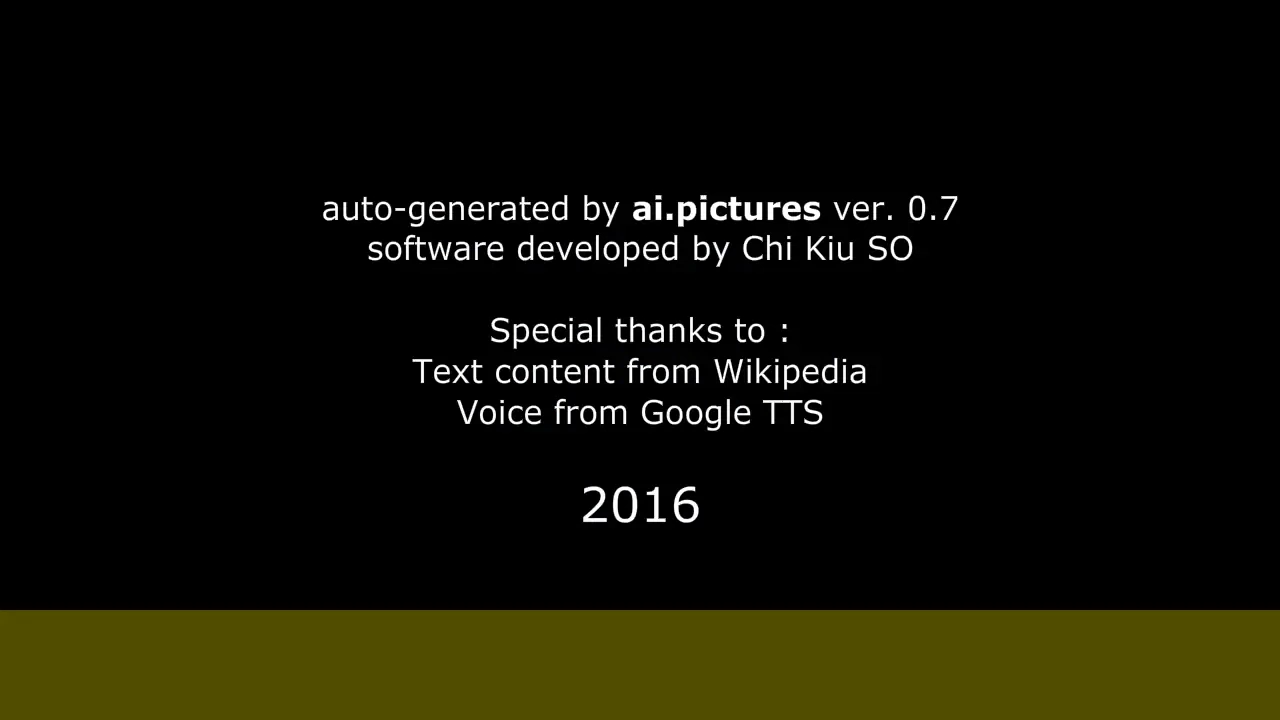 auto-generated by ai.pictures ver. 0.7
software developed by Chi Kiu SO
Special thanks to :
Text content from Wikipedia
Voice from Google TTS
2016